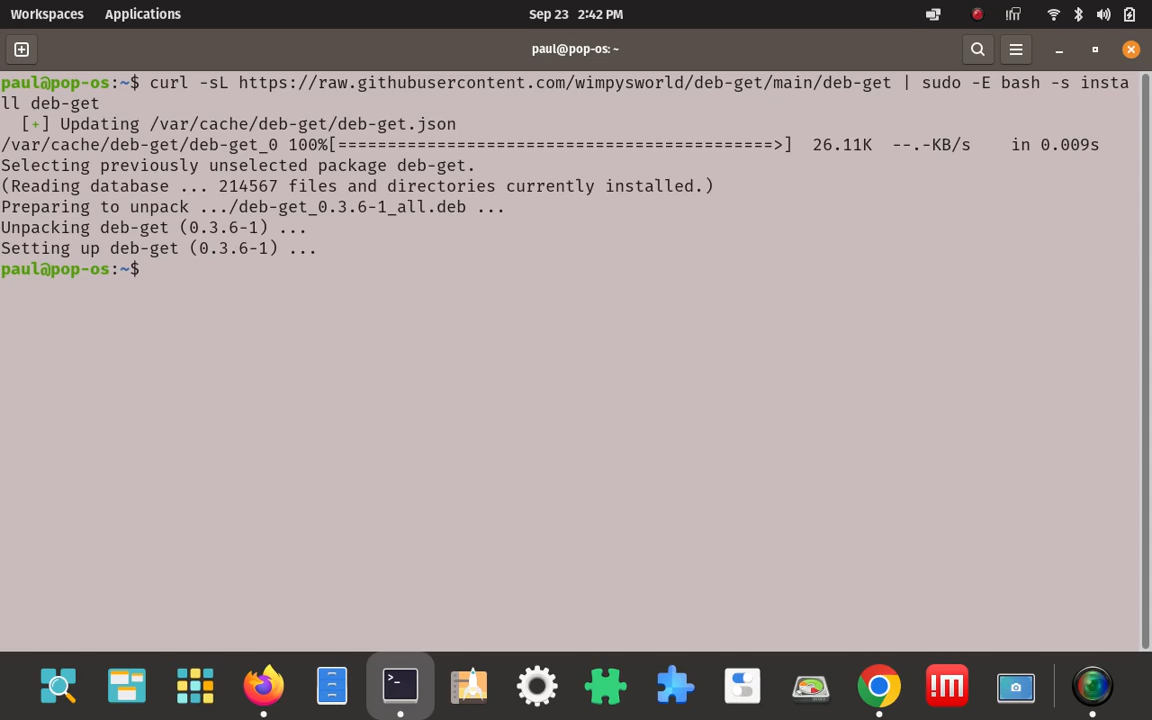 Workspaces Applications Sep 23 2:42 PM !m
paul@pop-os: ~
paul@pop-os:~$ curl -sL https://raw.githubusercontent.com/wimpysworld/deb-get/main/deb-get | sudo -E bash -s insta
ll deb-get
  [+] Updating /var/cache/deb-get/deb-get.json
/var/cache/deb-get/deb-get_0 100%[============================================>]  26.11K  --.-KB/s    in 0.009s
Selecting previously unselected package deb-get.
(Reading database ... 214567 files and directories currently installed.)
Preparing to unpack .../deb-get_0.3.6-1_all.deb ...
Unpacking deb-get (0.3.6-1) ...
Setting up deb-get (0.3.6-1) ...
paul@pop-os:~$
>_ !M